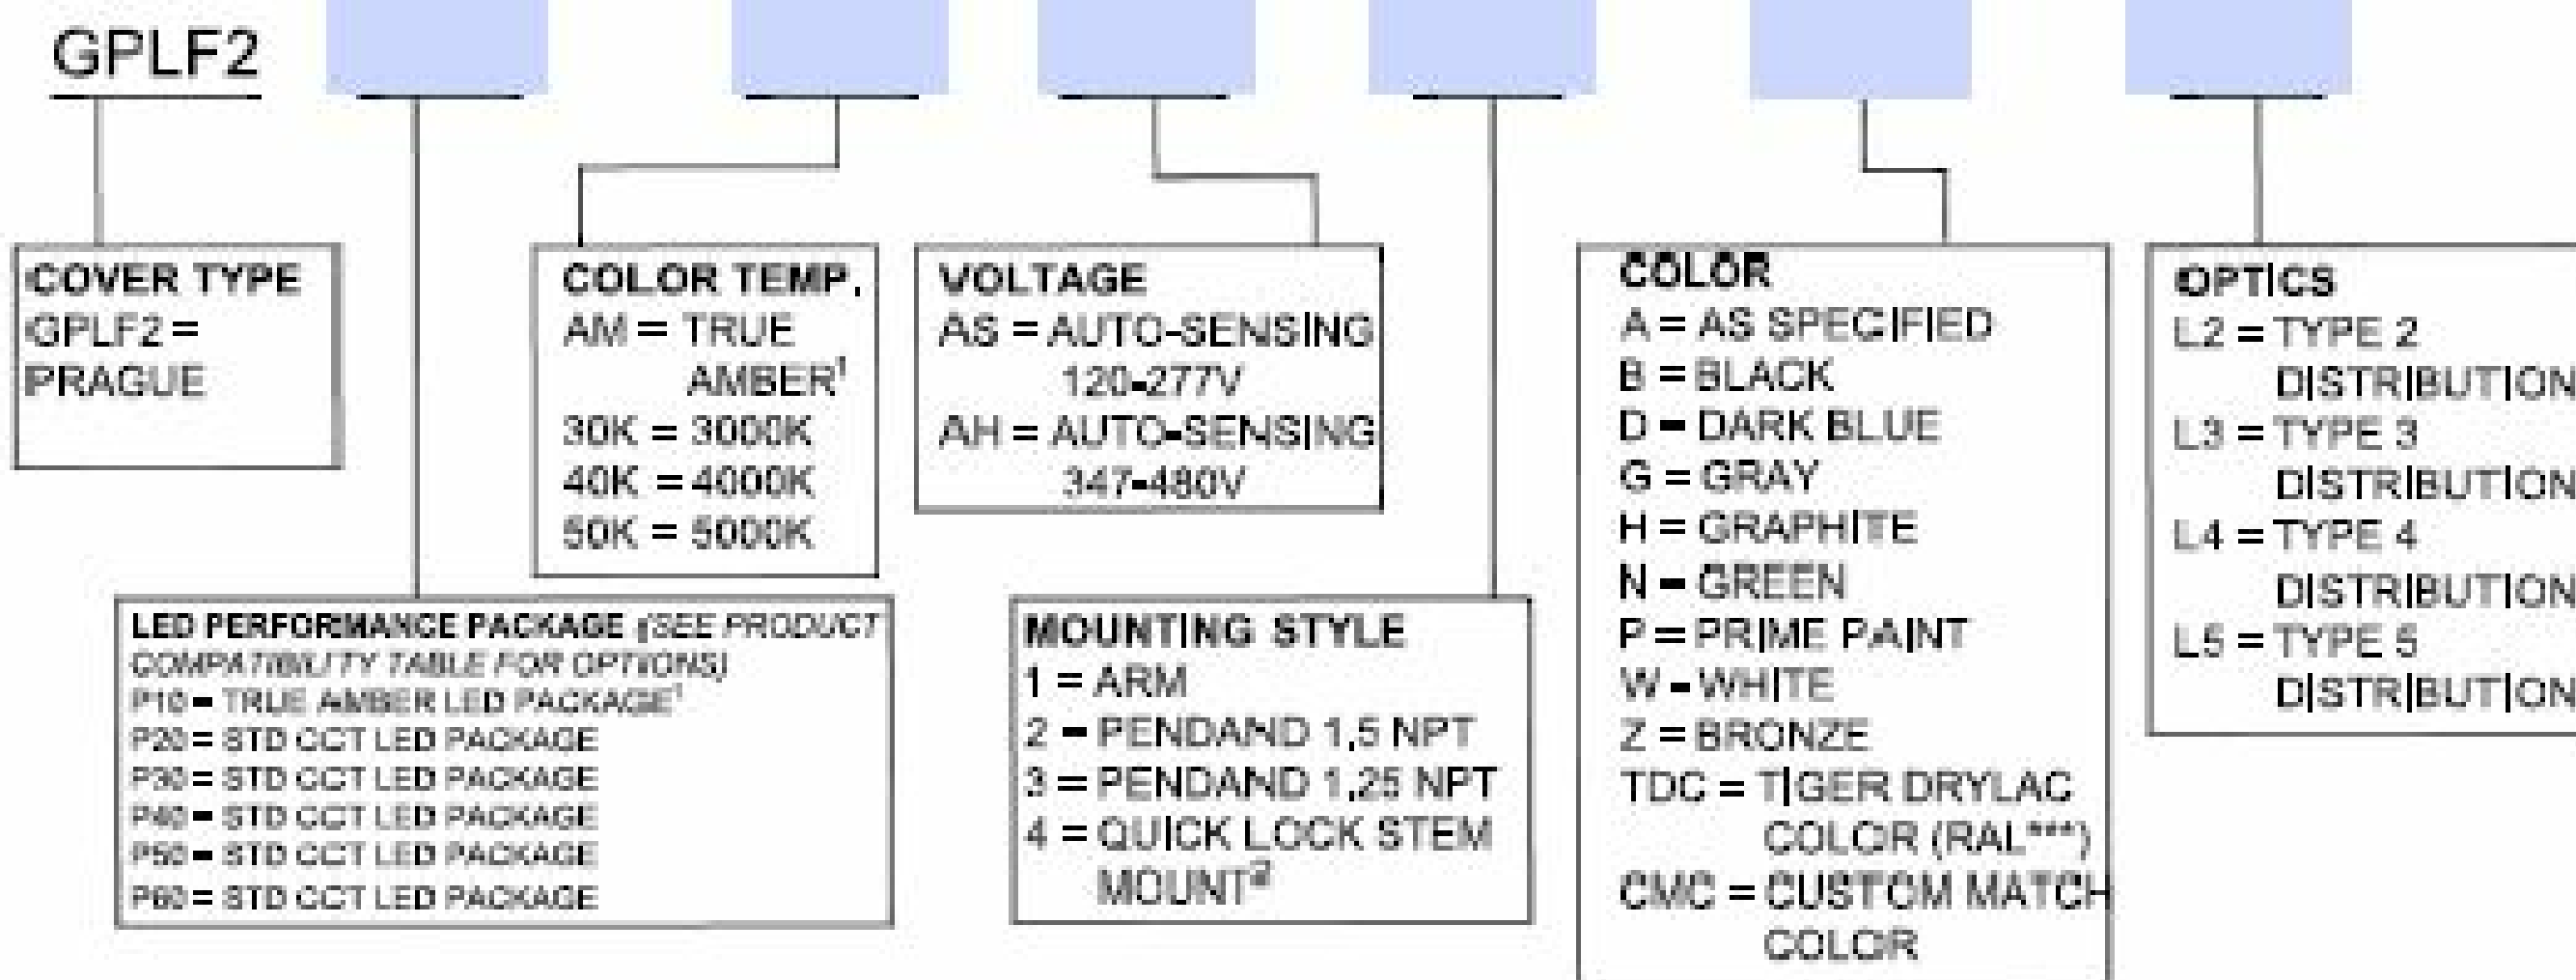 GPLF2
COVER TYPE
GPLF2 =
PRAGUE
COLOR TEMP.
AM = TRUE
AMBER¹
30K = 3000K
40K = 4000K
50K = 5000K
VOLTAGE
AS = AUTO-SENSING
120-277V
AH = AUTO-SENSING
347-480V
COLOR
A = AS SPECIFIED
B = BLACK
D = DARK BLUE
G = GRAY
H = GRAPHITE
N = GREEN
P = PRIME PAINT
W = WHITE
Z = BRONZE
TDC = TIGER DRYLAC
COLOR (RAL***)
CMC = CUSTOM MATCH
COLOR
OPTICS
L2 = TYPE 2
DISTRIBUTION
L3 = TYPE 3
DISTRIBUTION
L4 = TYPE 4
DISTRIBUTION
L5 = TYPE 5
DISTRIBUTION
LED PERFORMANCE PACKAGE (SEE PRODUCT
COMPATIBILITY TABLE FOR OPTIONS)
P10 = TRUE AMBER LED PACKAGE¹
P20 = STD CCT LED PACKAGE
P30 = STD CCT LED PACKAGE
P40 = STD CCT LED PACKAGE
P50 = STD CCT LED PACKAGE
P60 = STD CCT LED PACKAGE
MOUNTING STYLE
1 = ARM
2 = PENDAND 1.5 NPT
3 = PENDAND 1.25 NPT
4 = QUICK LOCK STEM
MOUNT²